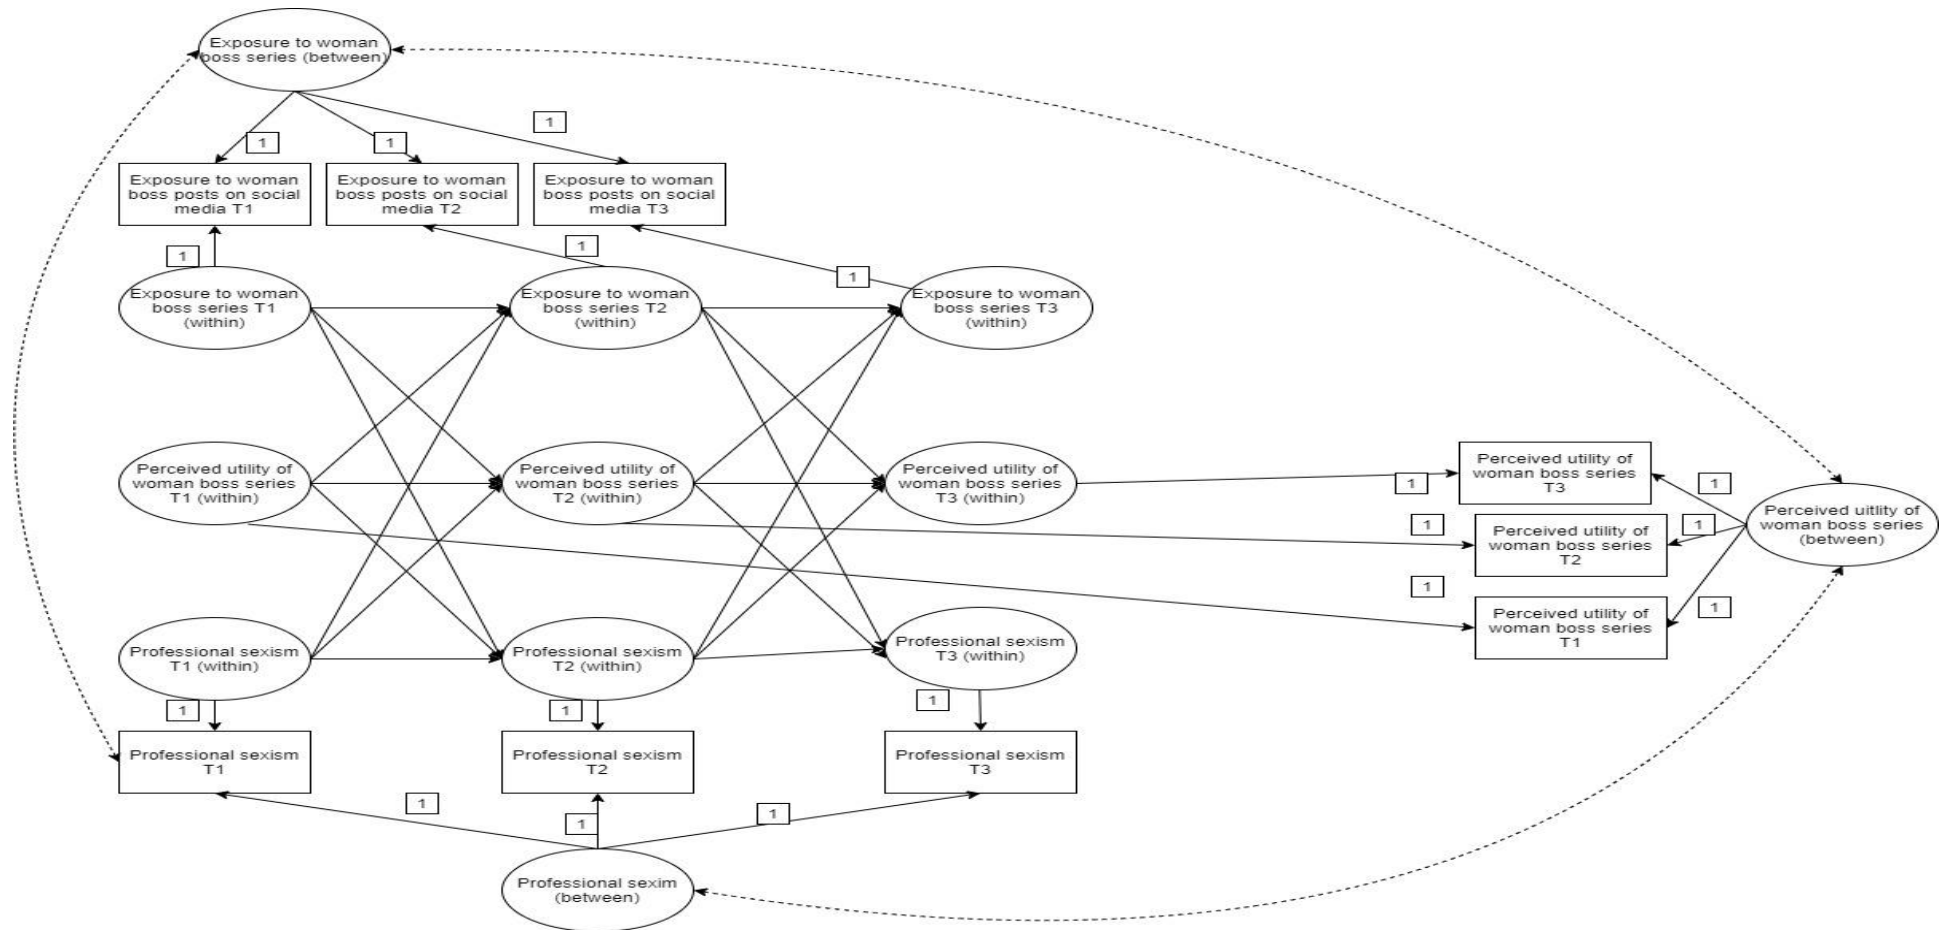 Exposure to woman
boss series (between)
1
1
1
Exposure to woman
boss posts on social
media T1
Exposure to woman
boss posts on social
media T2
Exposure to woman
boss posts on social
media T3
1
1
1
Exposure to woman
boss series T1
(within)
Exposure to woman
boss series T2
(within)
Exposure to woman
boss series T3
(within)
Perceived utility of
woman boss series
T1 (within)
Perceived utility of
woman boss series
T2 (within)
Perceived utility of
woman boss series
T3 (within)
1
Perceived utility of
woman boss series
T3
1
1
Perceived utility of
woman boss series
T2
1
Perceived uitlity of
woman boss series
(between)
1
Perceived utility of
woman boss series
T1
1
Professional sexism
T1 (within)
Professional sexism
T2 (within)
Professional sexism
T3 (within)
1
1
1
Professional sexism
T1
Professional sexism
T2
Professional sexism
T3
1
1
1
Professional sexim
(between)